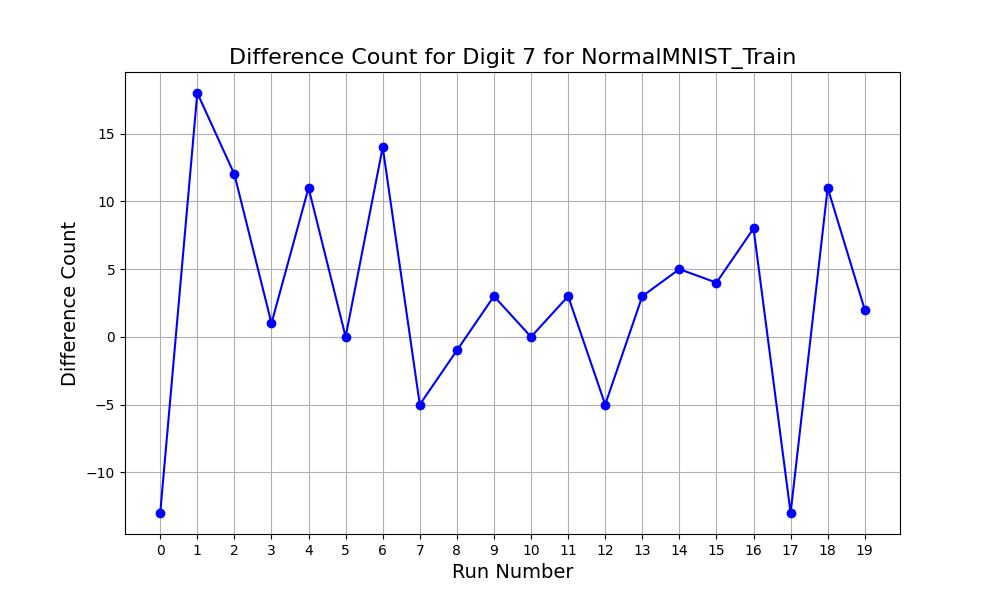 Difference Count for Digit 7 for NormalMNIST_Train
Difference Count
15
10
5
0
−5
−10
0 1 2 3 4 5 6 7 8 9 10 11 12 13 14 15 16 17 18 19
Run Number